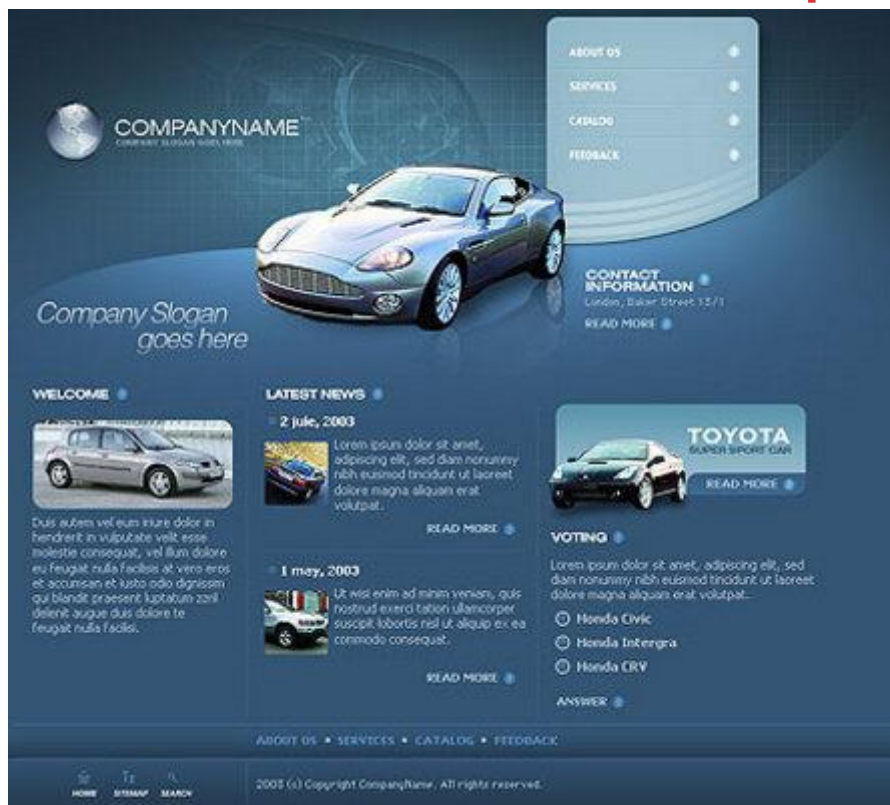 ABOUT US
SERVICES
CATALOG
FEEDBACK
COMPANYNAME
COMPANY SLOGAN GOES HERE
CONTACT
INFORMATION
London, Baker Street 13/1
READ MORE
Company Slogan
goes here
WELCOME
Duis autem vel eum iriure dolor in
hendrerit in vulputate velit esse
molestie consequat, vel illum dolore
eu feugiat nulla facilisis at vero eros
et accumsan et iusto odio dignissim
qui blandit praesent luptatum zzril
delenit augue duis dolore te
feugait nulla facilisi.
LATEST NEWS
2 juie, 2003
Lorem ipsum dolor sit amet,
adipiscing elit, sed diam nonummy
nibh euismod tincidunt ut laoreet
dolore magna aliquam erat
volutpat.
READ MORE
1 may, 2003
Ut wisi enim ad minim veniam, quis
nostrud exerci tation ullamcorper
suscipit lobortis nisl ut aliquip ex ea
commodo consequat.
READ MORE
TOYOTA
SUPER SPORT CAR
READ MORE
VOTING
Lorem ipsum dolor sit amet, adipiscing elit, sed
diam nonummy nibh euismod tincidunt ut laoreet
dolore magna aliquam erat volutpat.
Honda Civic
Honda Intergra
Honda CRV
ANSWER
ABOUT US • SERVICES • CATALOG • FEEDBACK
HOME SITEMAP SEARCH
2003 (c) Copyright CompanyName. All rights reserved.